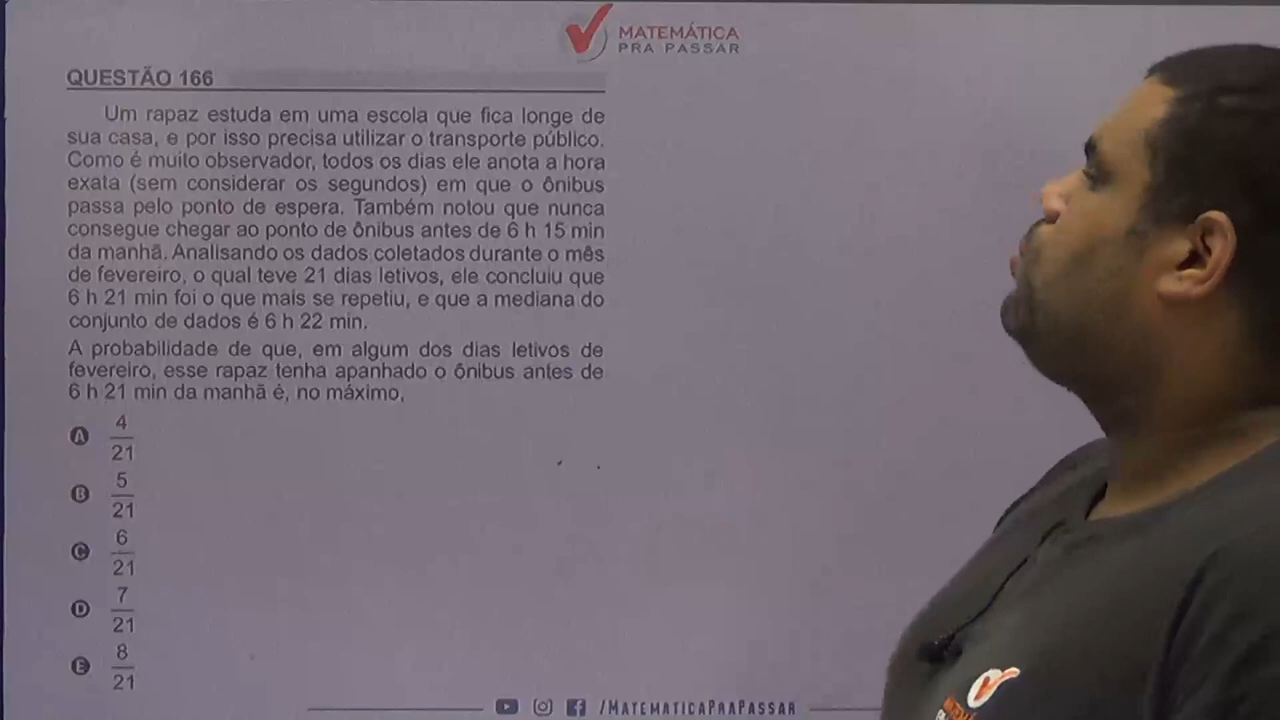 MATEMÁTICA
PRA PASSAR
QUESTÃO 166
Um rapaz estuda em uma escola que fica longe de
sua casa, e por isso precisa utilizar o transporte público.
Como é muito observador, todos os dias ele anota a hora
exata (sem considerar os segundos) em que o ônibus
passa pelo ponto de espera. Também notou que nunca
consegue chegar ao ponto de ônibus antes de 6 h 15 min
da manhã. Analisando os dados coletados durante o mês
de fevereiro, o qual teve 21 dias letivos, ele concluiu que
6 h 21 min foi o que mais se repetiu, e que a mediana do
conjunto de dados é 6 h 22 min.
A probabilidade de que, em algum dos dias letivos de
fevereiro, esse rapaz tenha apanhado o ônibus antes de
6 h 21 min da manhã é, no máximo,
A 4/21
B 5/21
C 6/21
D 7/21
E 8/21
/MATEMATICAPRAPASSAR